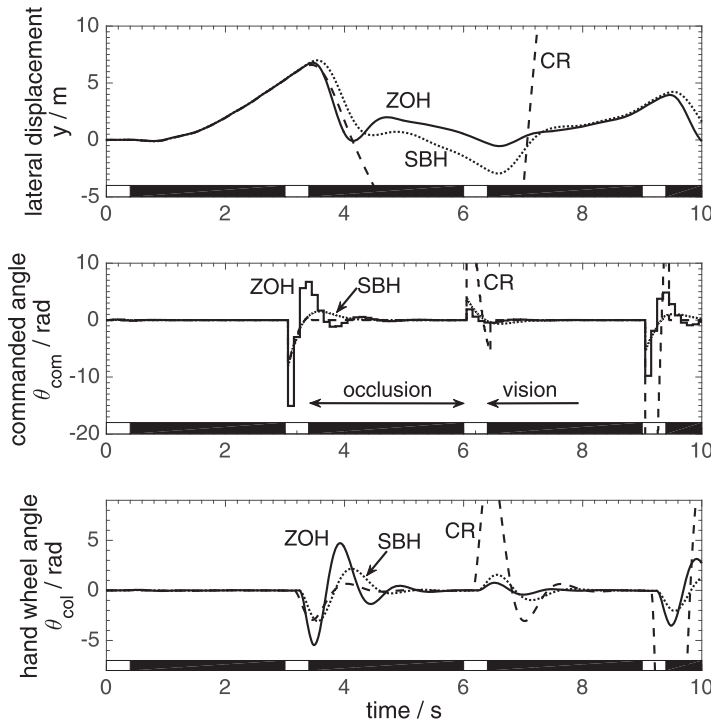 lateral displacement
y / m
10
5
0
-5
CR
ZOH
SBH
0 2 4 6 8 10
commanded angle
θcom / rad
10
0
-10
-20
ZOH SBH CR
occlusion vision
0 2 4 6 8 10
hand wheel angle
θcol / rad
5
0
-5
ZOH SBH CR
0 2 4 6 8 10
time / s